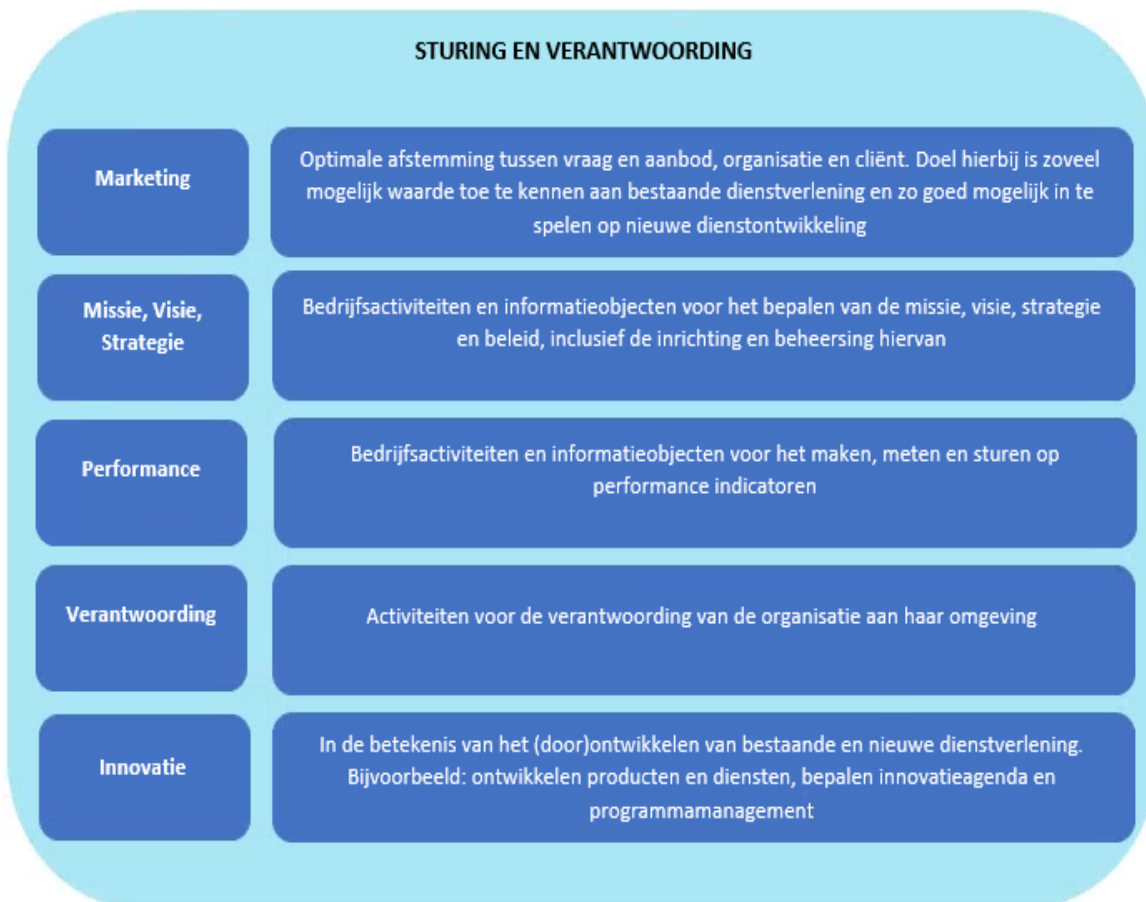 STURING EN VERANTWOORDING
Marketing
Optimale afstemming tussen vraag en aanbod, organisatie en cliënt. Doel hierbij is zoveel
mogelijk waarde toe te kennen aan bestaande dienstverlening en zo goed mogelijk in te
spelen op nieuwe dienstontwikkeling
Missie, Visie,
Strategie
Bedrijfsactiviteiten en informatieobjecten voor het bepalen van de missie, visie, strategie
en beleid, inclusief de inrichting en beheersing hiervan
Performance
Bedrijfsactiviteiten en informatieobjecten voor het maken, meten en sturen op
performance indicatoren
Verantwoording
Activiteiten voor de verantwoording van de organisatie aan haar omgeving
Innovatie
In de betekenis van het (door)ontwikkelen van bestaande en nieuwe dienstverlening.
Bijvoorbeeld: ontwikkelen producten en diensten, bepalen innovatieagenda en
programmamanagement